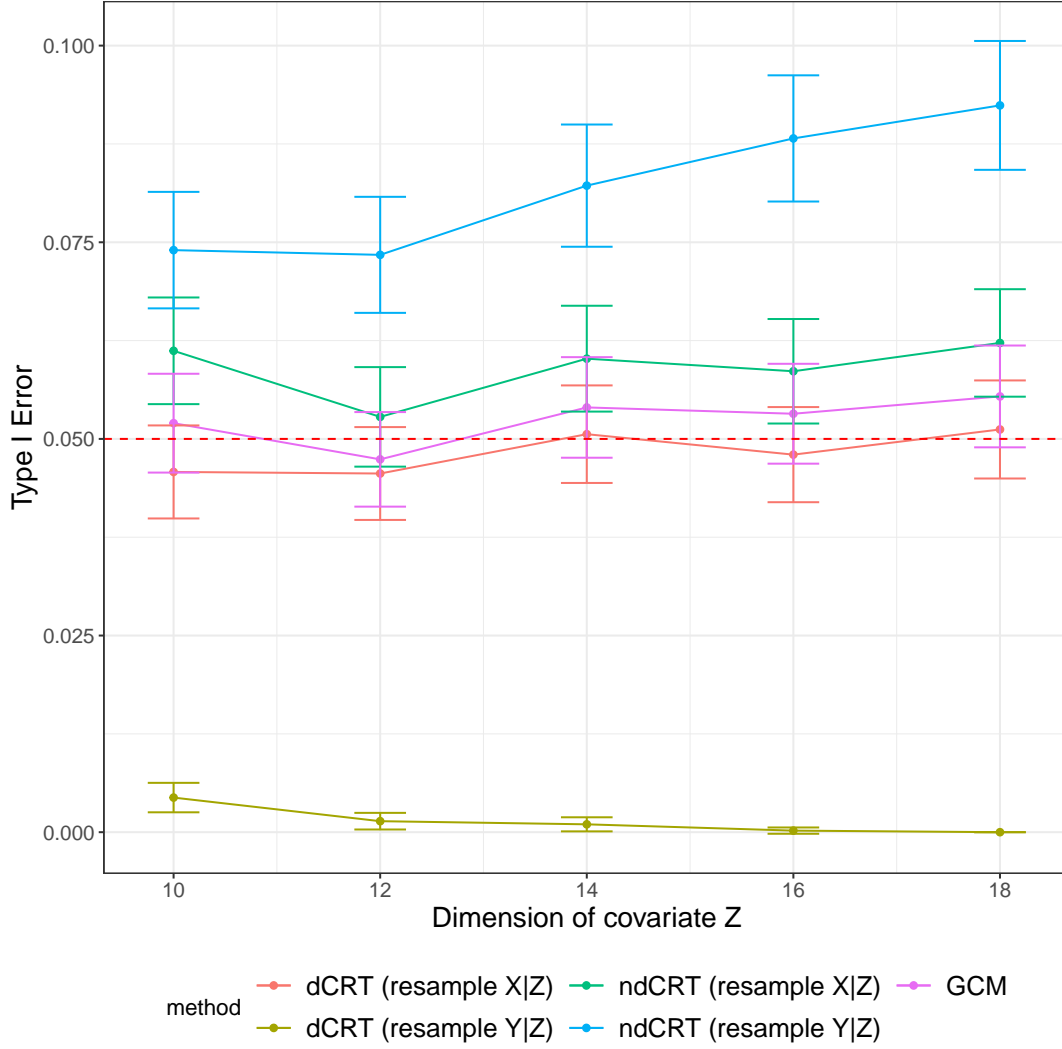 0.100
0.075
0.050
0.025
0.000
Type I Error
10 12 14 16 18
Dimension of covariate Z
method
dCRT (resample X|Z) ndCRT (resample X|Z) GCM
dCRT (resample Y|Z) ndCRT (resample Y|Z)